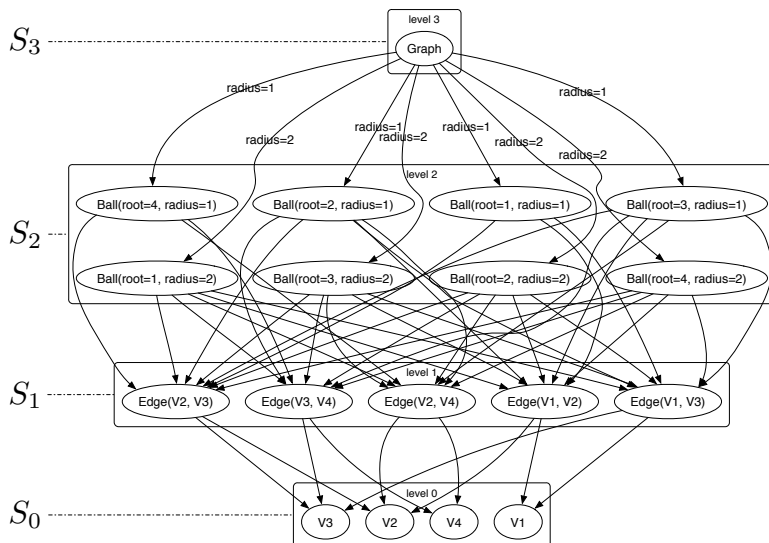 S3
level 3
Graph
radius=1
radius=2
radius=1
radius=2
radius=1
radius=2
radius=2
radius=1
S2
level 2
Ball(root=4, radius=1)
Ball(root=2, radius=1)
Ball(root=1, radius=1)
Ball(root=3, radius=1)
Ball(root=1, radius=2)
Ball(root=3, radius=2)
Ball(root=2, radius=2)
Ball(root=4, radius=2)
S1
level 1
Edge(V2, V3)
Edge(V3, V4)
Edge(V2, V4)
Edge(V1, V2)
Edge(V1, V3)
S0
level 0
V3
V2
V4
V1